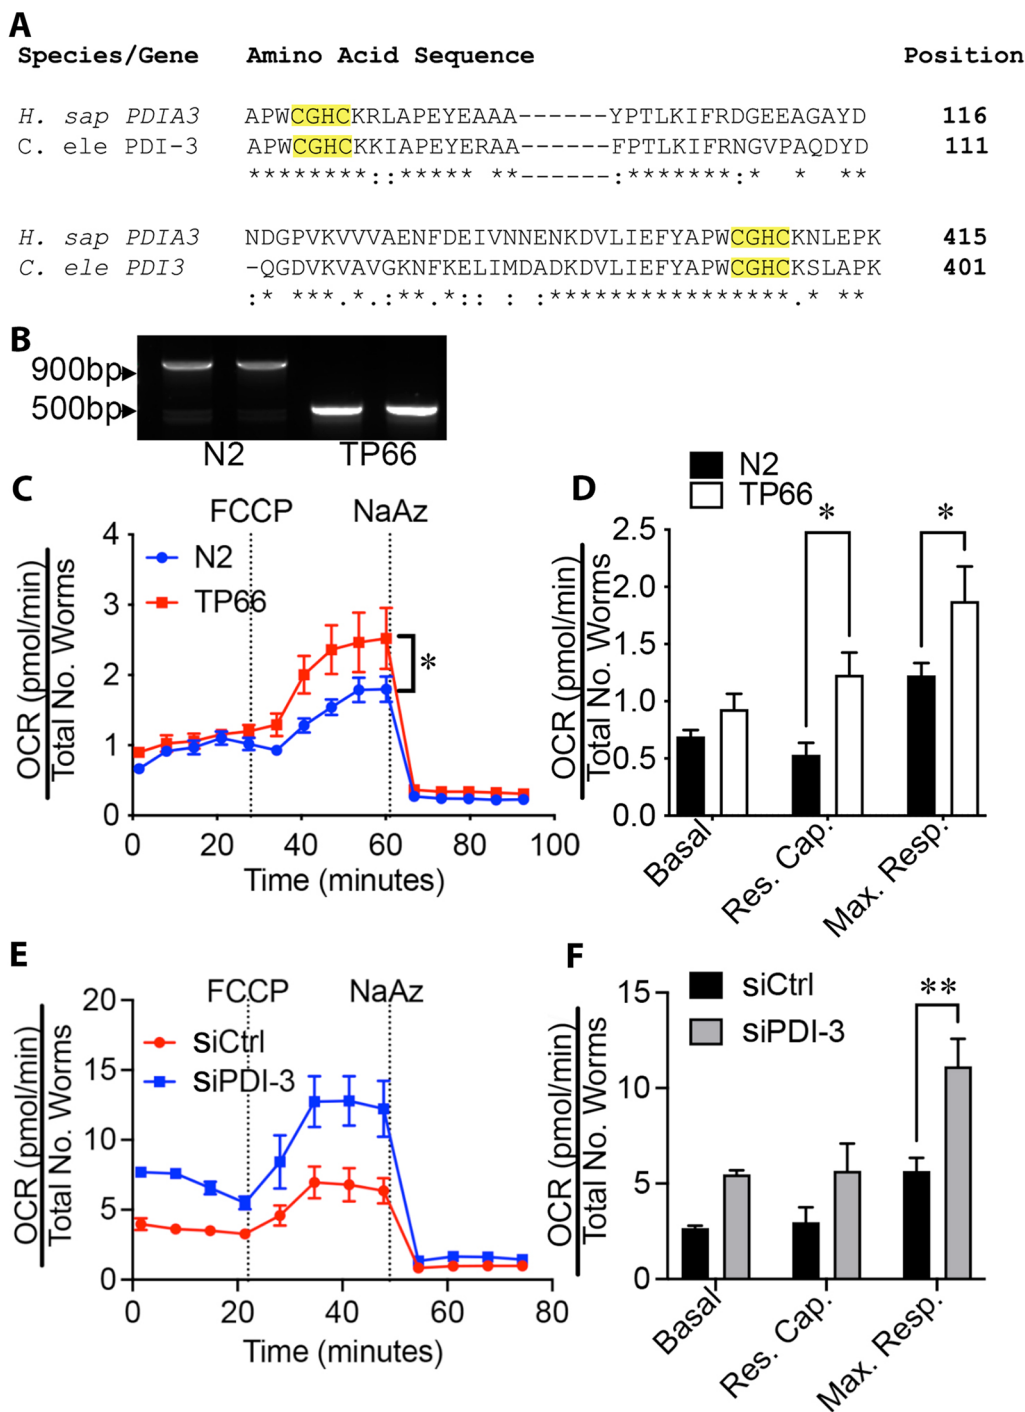 A
Species/Gene Amino Acid Sequence Position
H. sap PDIA3 APWCGHCKRLAPEYEAAA------YPTLKIFRDGEEAGAYD 116
C. ele PDI-3 APWCGHCKKIAPEYERAA------FPTLKIFRNGVPAQDYD 111
********::***** **------:*******:* * **
H. sap PDIA3 NDGPVKVVVAENFDEIVNNENKDVLIEFYAPWCGHCKNLEPK 415
C. ele PDI3 -QGDVKVAVGKNFKELIMDADKDVLIEFYAPWCGHCKSLAPK 401
:* ***.*.:**.*:: : :****************.* **
B
900bp
500bp
N2 TP66
C
FCCP NaAz
N2
TP66
*
OCR (pmol/min)
Total No. Worms
4
3
2
1
0
0 20 40 60 80 100
Time (minutes)
D
N2
TP66
* *
OCR (pmol/min)
Total No. Worms
2.5
2.0
1.5
1.0
0.5
0.0
Basal
Res. Cap.
Max. Resp.
E
FCCP NaAz
siCtrl
siPDI-3
OCR (pmol/min)
Total No. Worms
20
15
10
5
0
0 20 40 60 80
Time (minutes)
F
siCtrl
siPDI-3
**
OCR (pmol/min)
Total No. Worms
15
10
5
0
Basal
Res. Cap.
Max. Resp.